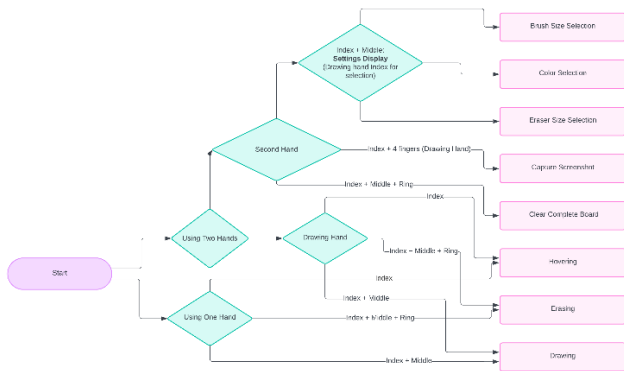 Index + Middle:
Settings Display
(Drawing hand Index for
selection)
Brush Size Selection
Color Selection
Eraser Size Selection
Second Hand
Index + 4 fingers (Drawing Hand)
Capture Screenshot
Index + Middle + Ring
Clear Complete Board
Index
Using Two Hands
Drawing Hand
Index + Middle + Ring
Hovering
Start
Index
Index + Middle
Erasing
Using One Hand
Index + Middle + Ring
Drawing
Index + Middle